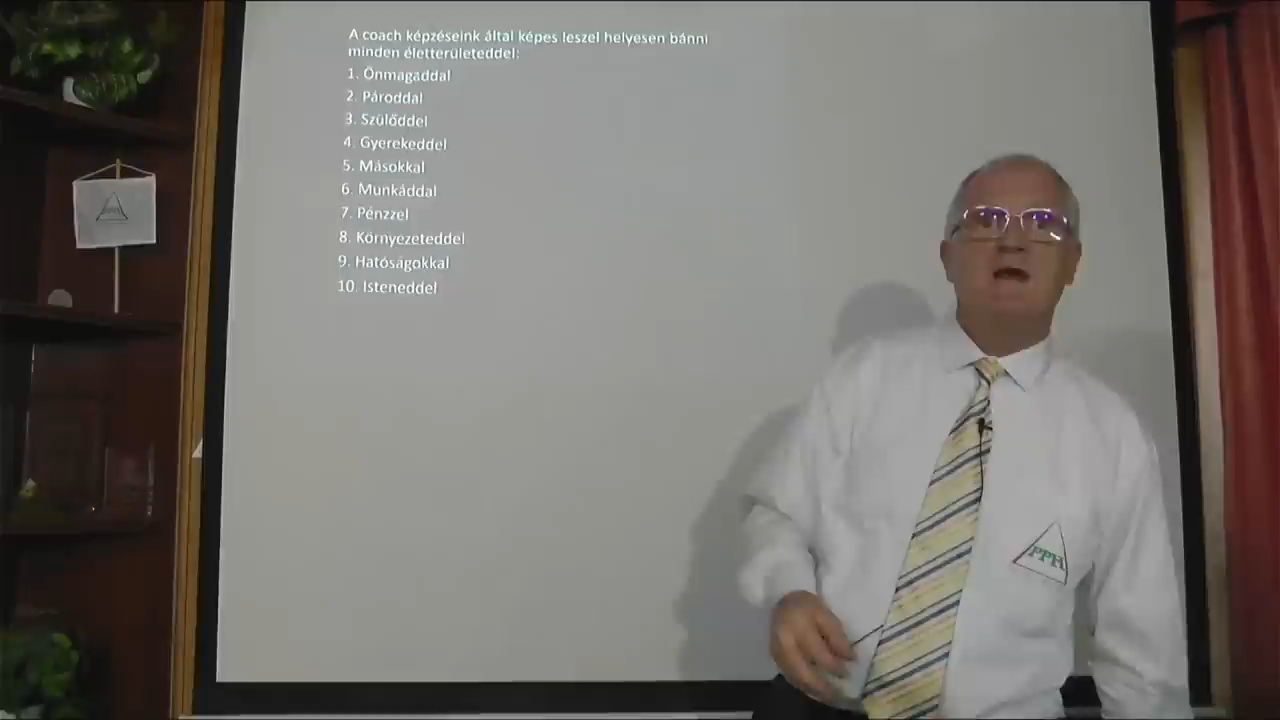 A coach képzéseink által képes leszel helyesen bánni
minden életterületeddel:
1. Önmagaddal
2. Pároddal
3. Szülőddel
4. Gyerekeddel
5. Másokkal
6. Munkáddal
7. Pénzzel
8. Környezeteddel
9. Hatóságokkal
10. Isteneddel
PPH
PPH